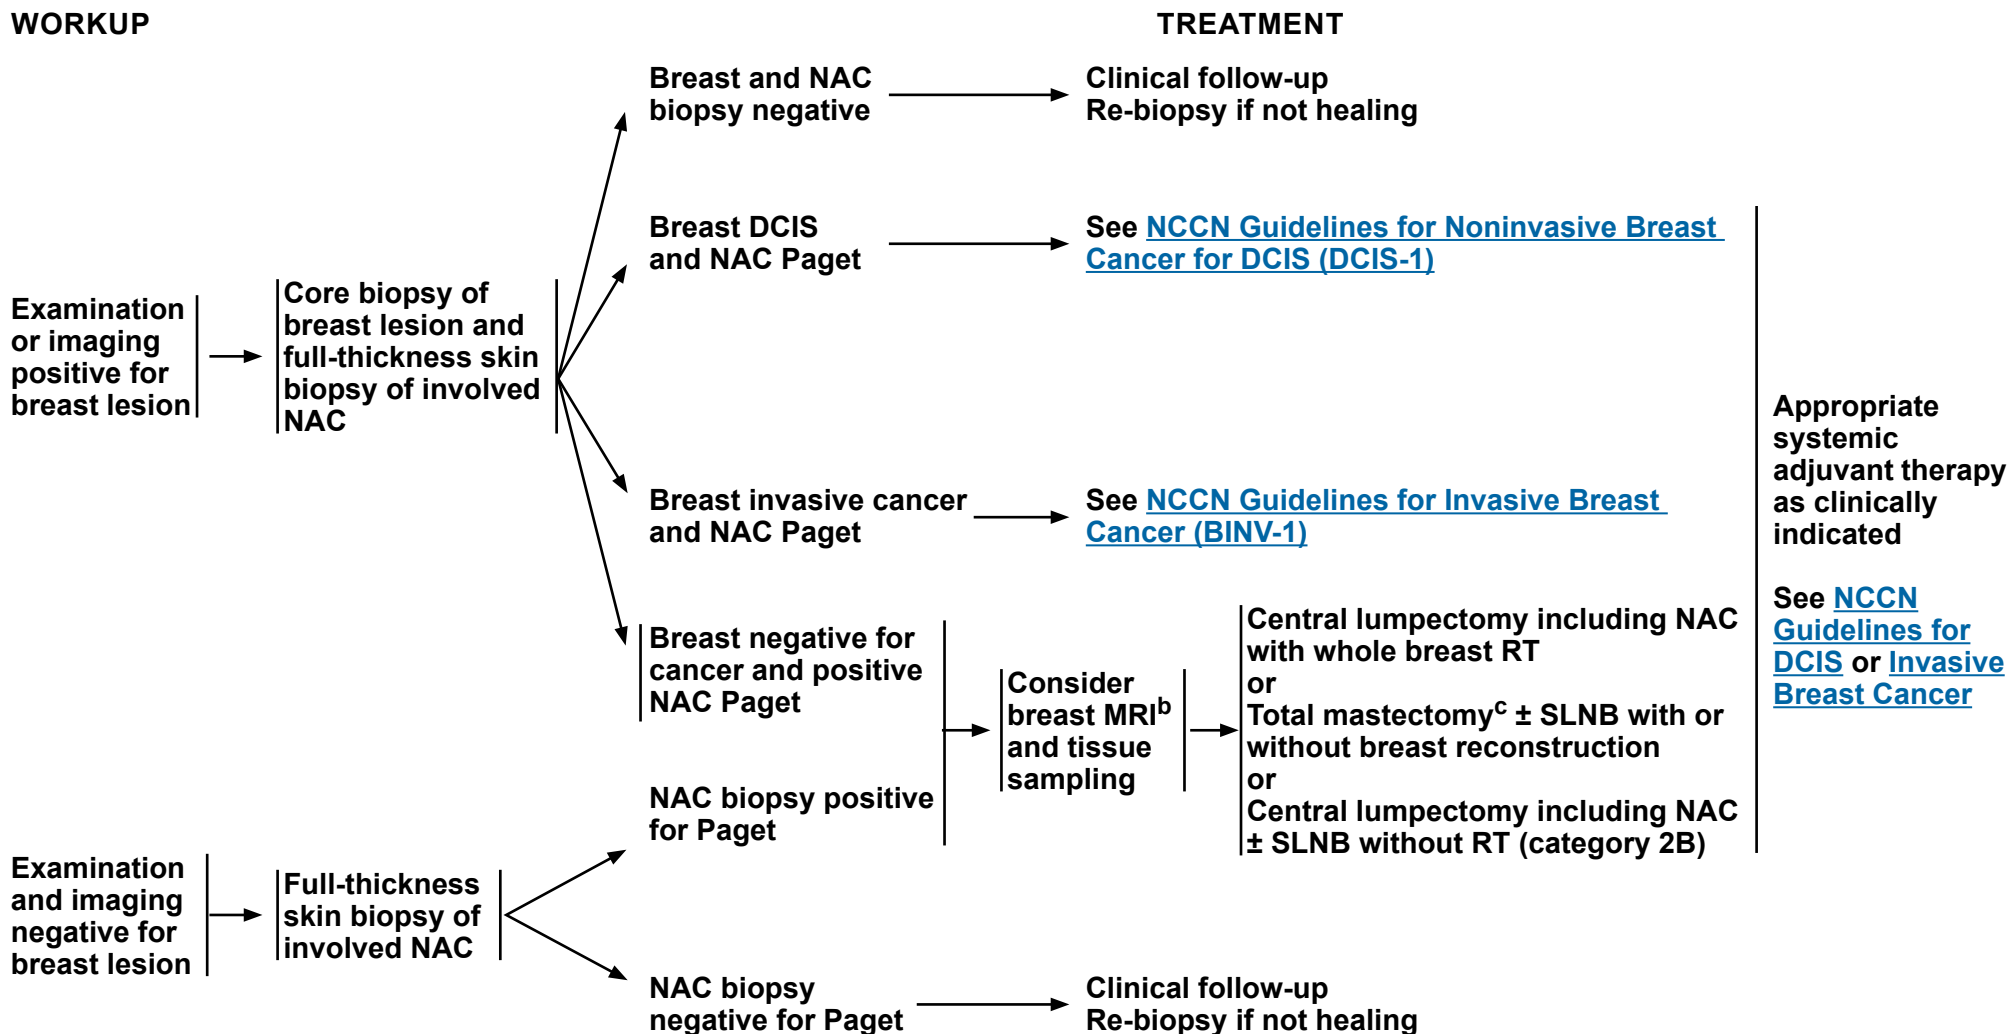 WORKUP
TREATMENT
Examination
or imaging
positive for
breast lesion
Core biopsy of
breast lesion and
full-thickness skin
biopsy of involved
NAC
Breast and NAC
biopsy negative
Clinical follow-up
Re-biopsy if not healing
Breast DCIS
and NAC Paget
See NCCN Guidelines for Noninvasive Breast
Cancer for DCIS (DCIS-1)
Breast invasive cancer
and NAC Paget
See NCCN Guidelines for Invasive Breast
Cancer (BINV-1)
Breast negative for
cancer and positive
NAC Paget
Examination
and imaging
negative for
breast lesion
Full-thickness
skin biopsy of
involved NAC
NAC biopsy positive
for Paget
Consider
breast MRIb
and tissue
sampling
Central lumpectomy including NAC
with whole breast RT
or
Total mastectomyc ± SLNB with or
without breast reconstruction
or
Central lumpectomy including NAC
± SLNB without RT (category 2B)
NAC biopsy
negative for Paget
Clinical follow-up
Re-biopsy if not healing
Appropriate
systemic
adjuvant therapy
as clinically
indicated
See NCCN
Guidelines for
DCIS or Invasive
Breast Cancer